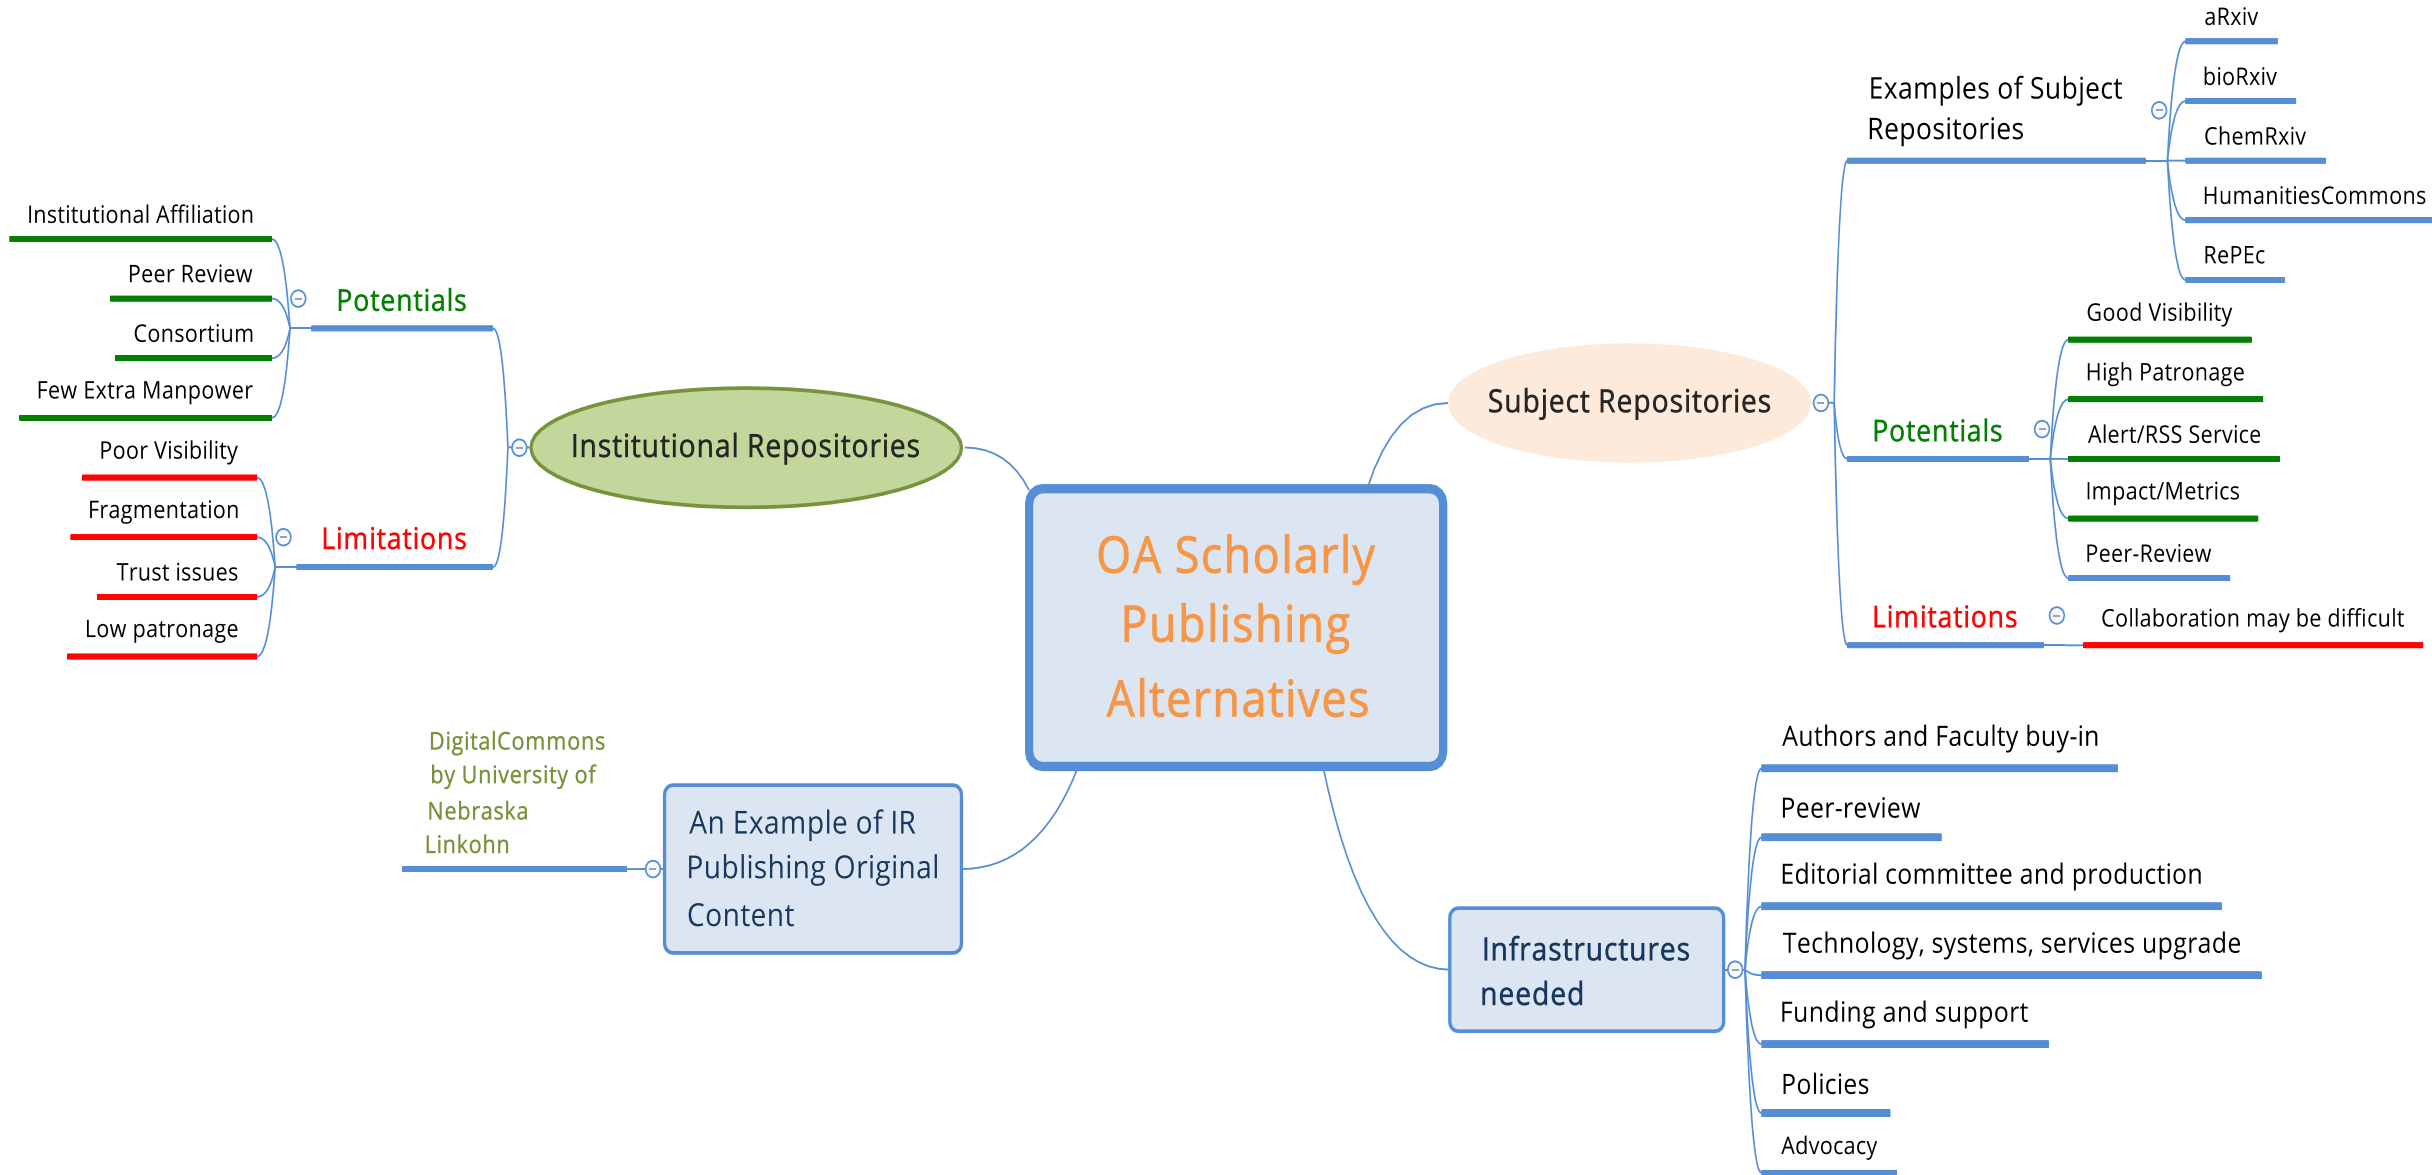 OA Scholarly
Publishing
Alternatives
Institutional Repositories
Potentials
Institutional Affiliation
Peer Review
Consortium
Few Extra Manpower
Limitations
Poor Visibility
Fragmentation
Trust issues
Low patronage
An Example of IR
Publishing Original
Content
DigitalCommons
by University of
Nebraska
Linkohn
Subject Repositories
Examples of Subject
Repositories
aRxiv
bioRxiv
ChemRxiv
HumanitiesCommons
RePEc
Potentials
Good Visibility
High Patronage
Alert/RSS Service
Impact/Metrics
Peer-Review
Limitations
Collaboration may be difficult
Infrastructures
needed
Authors and Faculty buy-in
Peer-review
Editorial committee and production
Technology, systems, services upgrade
Funding and support
Policies
Advocacy